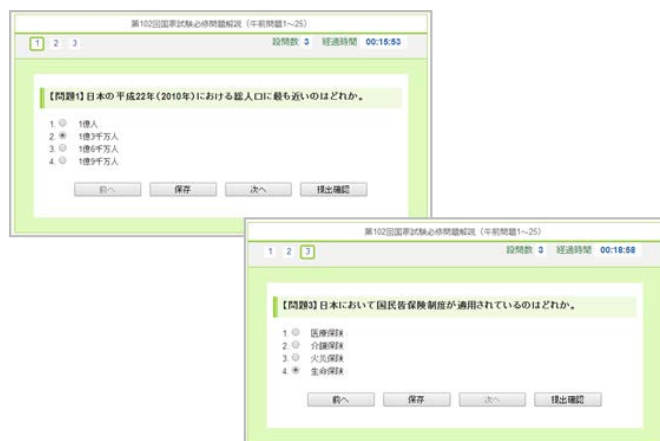 第102回国家試験必修問題解説（午前問題1～25）
1 2 3 設問数 3 経過時間 00:15:53
【問題1】日本の平成22年(2010年)における総人口に最も近いのはどれか。
1. 1億人
2. 1億3千万人
3. 1億6千万人
4. 1億9千万人
前へ 保存 次へ 提出確認
第102回国家試験必修問題解説（午前問題1～25）
1 2 3 設問数 3 経過時間 00:18:58
【問題3】日本において国民皆保険制度が適用されているのはどれか。
1. 医療保険
2. 介護保険
3. 火災保険
4. 生命保険
前へ 保存 次へ 提出確認